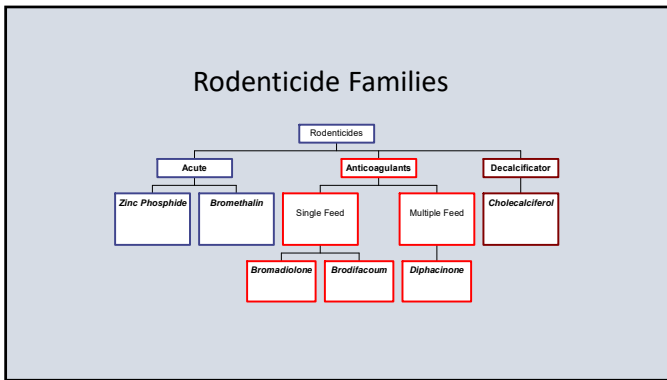 Rodenticide Families
Rodenticides
Acute
Anticoagulants
Decalcificator
Zinc Phosphide
Bromethalin
Single Feed
Multiple Feed
Cholecalciferol
Bromadiolone
Brodifacoum
Diphacinone